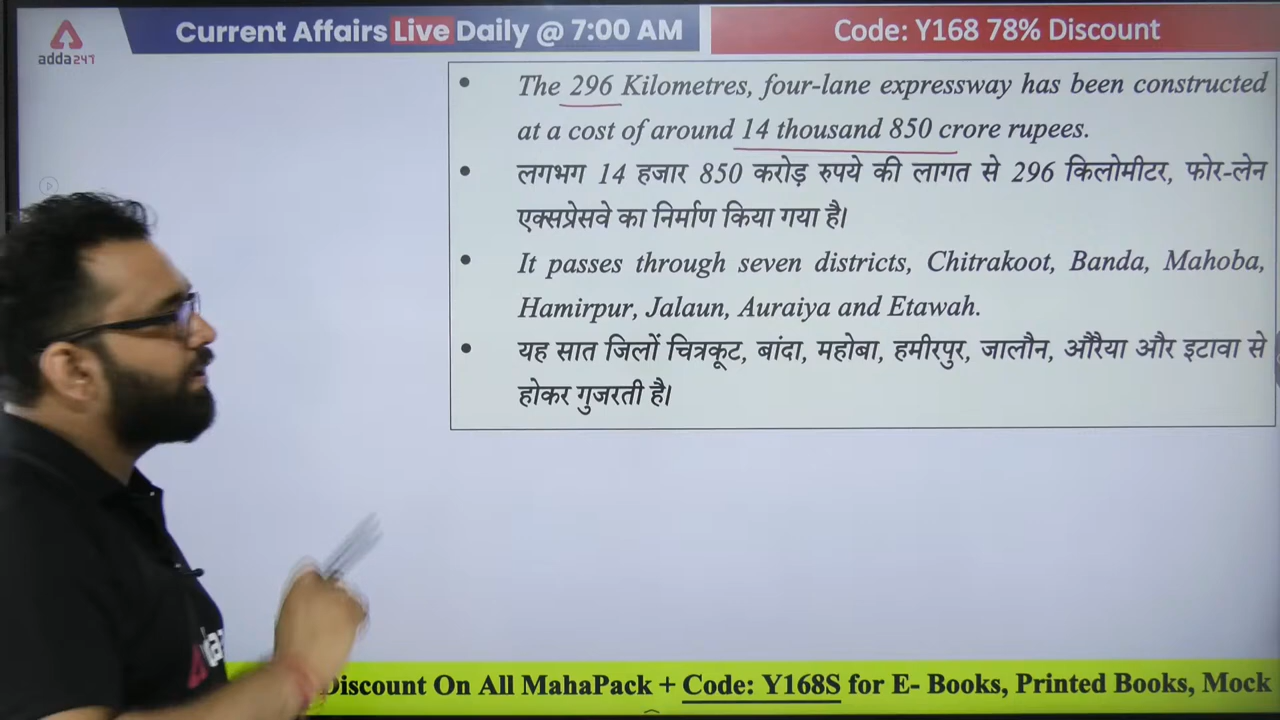 Current Affairs Live Daily @ 7:00 AM
Code: Y168 78% Discount
adda247
The 296 Kilometres, four-lane expressway has been constructed
at a cost of around 14 thousand 850 crore rupees.
लगभग 14 हजार 850 करोड़ रुपये की लागत से 296 किलोमीटर, फोर-लेन
एक्सप्रेसवे का निर्माण किया गया है।
It passes through seven districts, Chitrakoot, Banda, Mahoba,
Hamirpur, Jalaun, Auraiya and Etawah.
यह सात जिलों चित्रकूट, बांदा, महोबा, हमीरपुर, जालौन, औरैया और इटावा से
होकर गुजरती है।
Discount On All MahaPack + Code: Y168S for E- Books, Printed Books, Mock